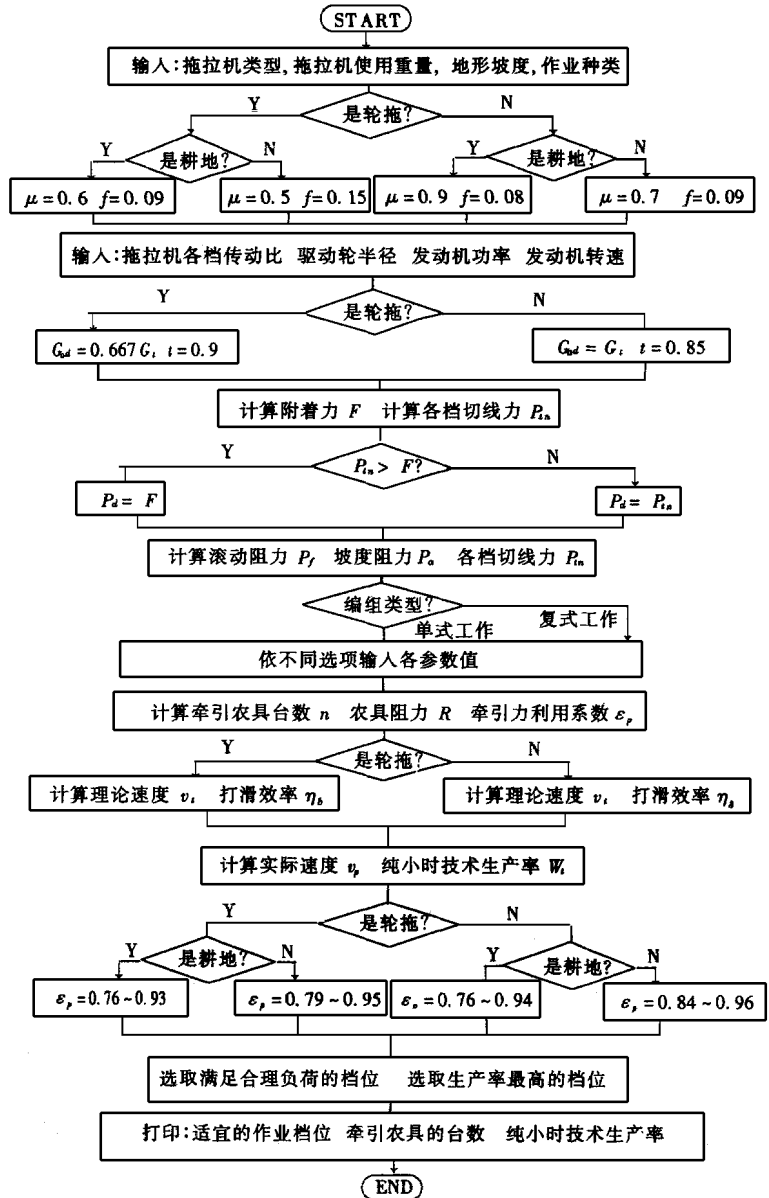 START
输入:拖拉机类型,拖拉机使用重量, 地形坡度,作业种类
Y 是轮拖? N
Y 是耕地? N Y 是耕地? N
μ=0.6 f=0.09 μ=0.5 f=0.15 μ=0.9 f=0.08 μ=0.7 f=0.09
输入:拖拉机各档传动比 驱动轮半径 发动机功率 发动机转速
Y 是轮拖? N
G =0.667 G t=0.9 G = G t=0.85
计算附着力 F 计算各档切线力 Ptn
Y Ptn> F? N
Pd= F Pd= Ptn
计算滚动阻力 Pf 坡度阻力 Pα 各档切线力 Ptn
编组类型?
单式工作 复式工作
依不同选项输入各参数值
计算牵引农具台数 n 农具阻力 R 牵引力利用系数 εp
Y 是轮拖? N
计算理论速度 vt 打滑效率 ηδ 计算理论速度 vt 打滑效率 ηδ
计算实际速度 vp 纯小时技术生产率 Wt
Y 是轮拖? N
Y 是耕地? N Y 是耕地? N
εp=0.76~0.93 εp=0.79~0.95 εp=0.76~0.94 εp=0.84~0.96
选取满足合理负荷的档位 选取生产率最高的档位
打印:适宜的作业档位 牵引农具的台数 纯小时技术生产率
END